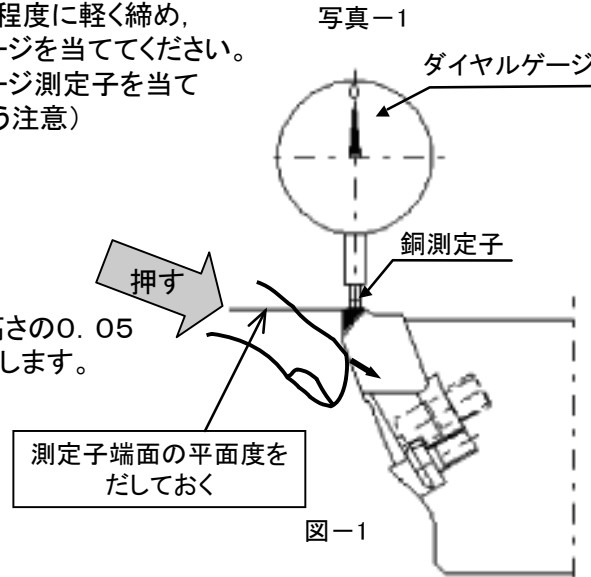 程度に軽く締め，
ージを当ててください。
ージ測定子を当て
う注意）
写真－1
ダイヤルゲージ
銅測定子
押す
高さの０．０５
します。
測定子端面の平面度を
だしておく
図－1